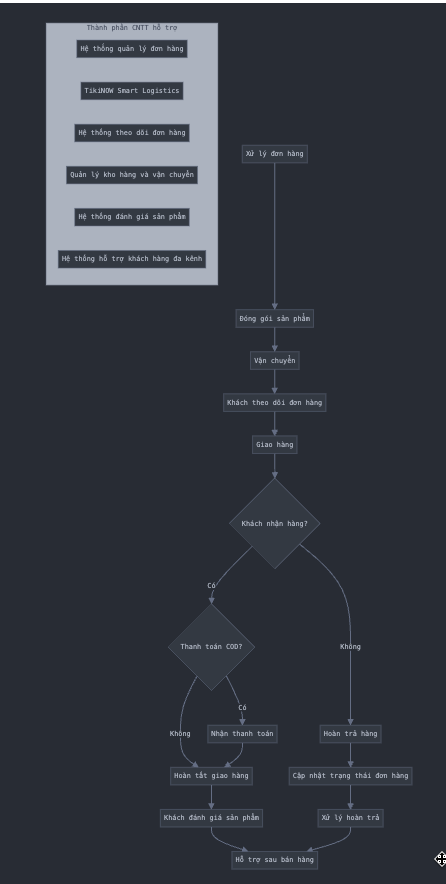 Thành phần CNTT hỗ trợ
Hệ thống quản lý đơn hàng
TikiNOW Smart Logistics
Hệ thống theo dõi đơn hàng
Quản lý kho hàng và vận chuyển
Hệ thống đánh giá sản phẩm
Hệ thống hỗ trợ khách hàng đa kênh
Xử lý đơn hàng
Đóng gói sản phẩm
Vận chuyển
Khách theo dõi đơn hàng
Giao hàng
Khách nhận hàng?
Có
Không
Thanh toán COD?
Có
Không
Nhận thanh toán
Hoàn trả hàng
Hoàn tất giao hàng
Cập nhật trạng thái đơn hàng
Khách đánh giá sản phẩm
Xử lý hoàn trả
Hỗ trợ sau bán hàng